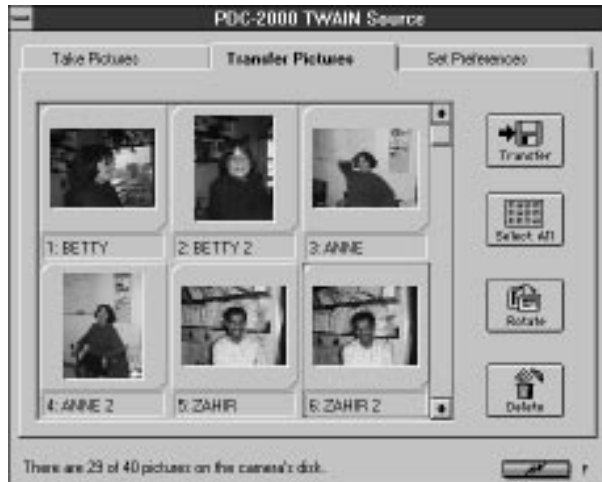 PDC-2000 TWAIN Source
Take Pictures
Transfer Pictures
Set Preferences
Transfer
1: BETTY
2: BETTY 2
3: ANNE
Select All
Rotate
4: ANNE 2
5: ZAHIR
6: ZAHIR 2
Delete
There are 29 of 40 pictures on the camera's disk.